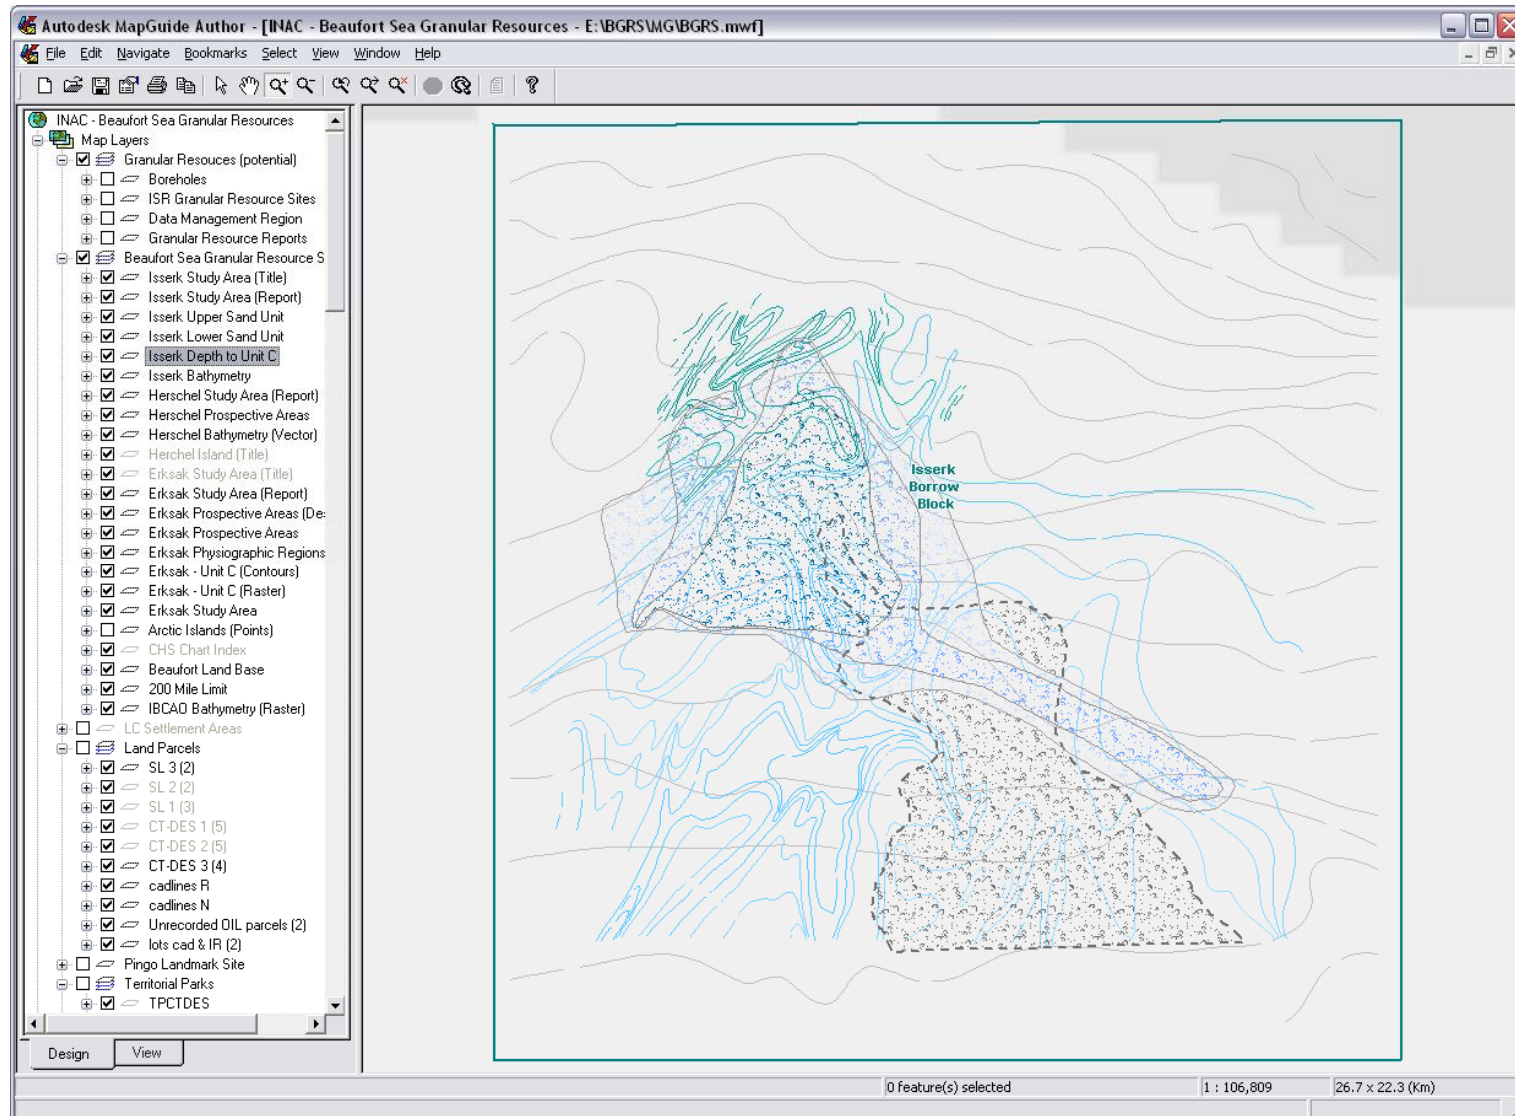 Autodesk MapGuide Author - [INAC - Beaufort Sea Granular Resources - E:\BGRS\MG\BGRS.mwf]
File Edit Navigate Bookmarks Select View Window Help
INAC - Beaufort Sea Granular Resources
Map Layers
Granular Resouces (potential)
Boreholes
ISR Granular Resource Sites
Data Management Region
Granular Resource Reports
Beaufort Sea Granular Resource S
Isserk Study Area (Title)
Isserk Study Area (Report)
Isserk Upper Sand Unit
Isserk Lower Sand Unit
Isserk Depth to Unit C
Isserk Bathymetry
Herschel Study Area (Report)
Herschel Prospective Areas
Herschel Bathymetry (Vector)
Herchel Island (Title)
Erksak Study Area (Title)
Erksak Study Area (Report)
Erksak Prospective Areas (De:
Erksak Prospective Areas
Erksak Physiographic Regions
Erksak - Unit C (Contours)
Erksak - Unit C (Raster)
Erksak Study Area
Arctic Islands (Points)
CHS Chart Index
Beaufort Land Base
200 Mile Limit
IBCAO Bathymetry (Raster)
LC Settlement Areas
Land Parcels
SL 3 (2)
SL 2 (2)
SL 1 (3)
CT-DES 1 (5)
CT-DES 2 (5)
CT-DES 3 (4)
cadlines R
cadlines N
Unrecorded OIL parcels (2)
lots cad & IR (2)
Pingo Landmark Site
Territorial Parks
TPCTDES
Design View
Isserk
Borrow
Block
0 feature(s) selected
1 : 106,809
26.7 x 22.3 (Km)